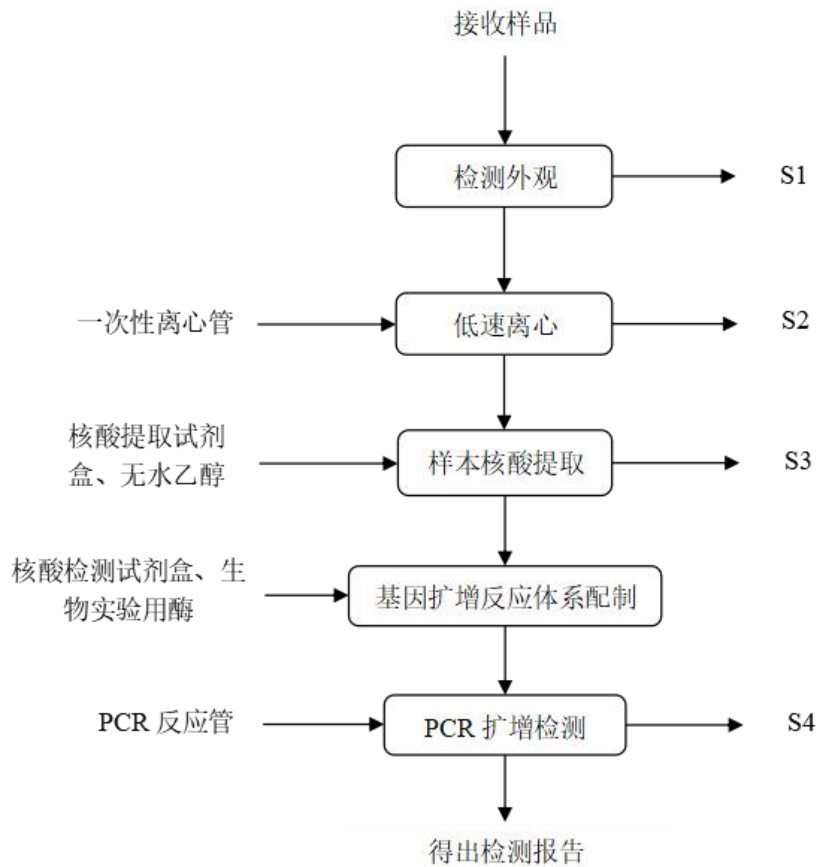 接收样品
检测外观
S1
一次性离心管
低速离心
S2
核酸提取试剂
盒、无水乙醇
样本核酸提取
S3
核酸检测试剂盒、生
物实验用酶
基因扩增反应体系配制
PCR 反应管
PCR 扩增检测
S4
得出检测报告